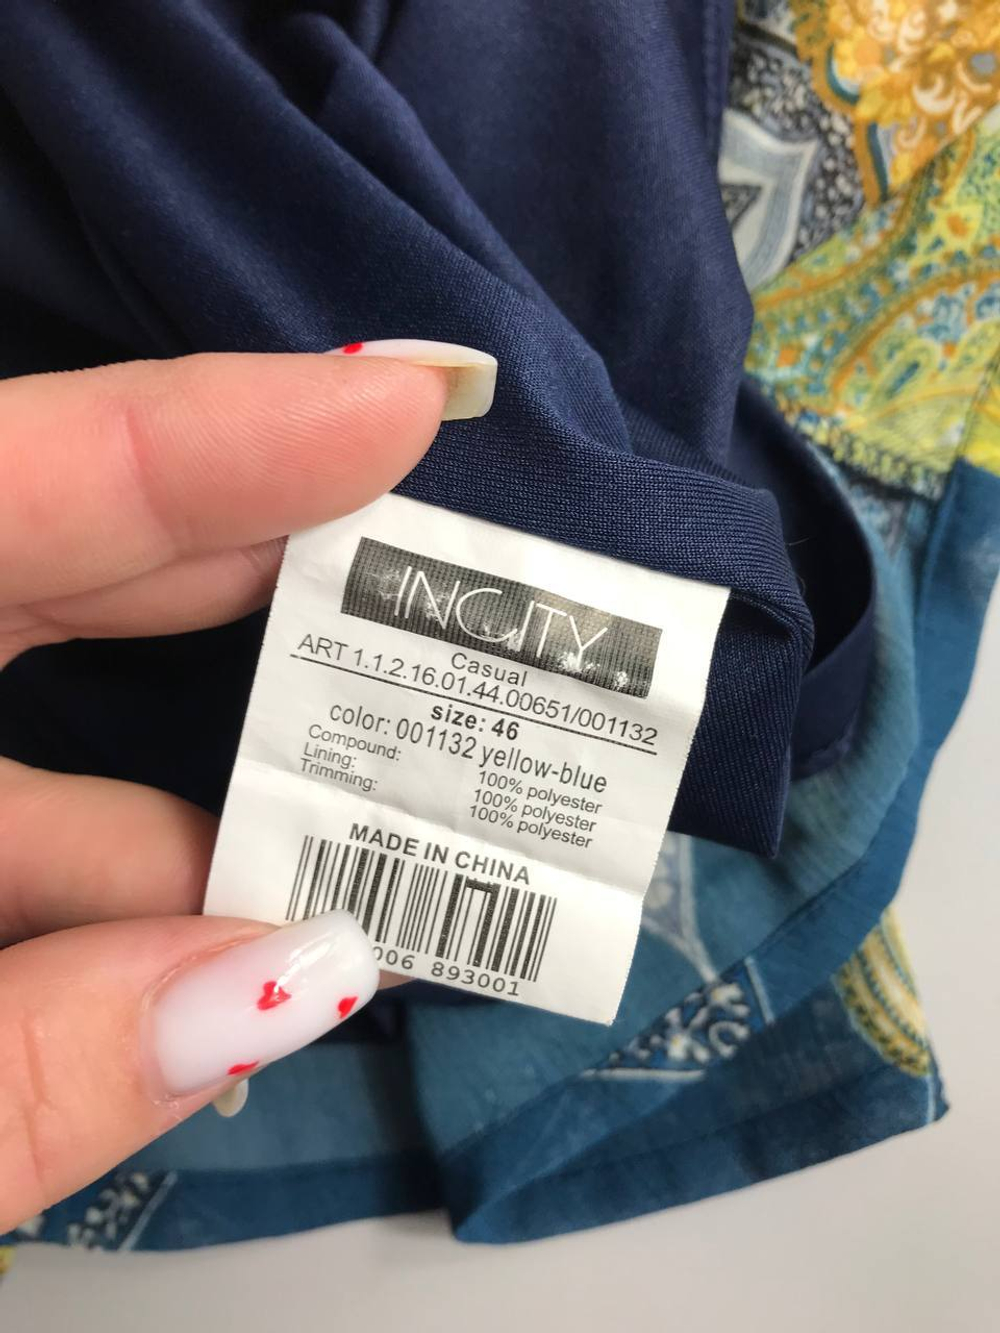 INCITY
Casual
ART 1.1.2.16.01.44.00651/001132
size: 46
color: 001132 yellow-blue
Compound: 100% polyester
Lining: 100% polyester
Trimming: 100% polyester
MADE IN CHINA
006 893001